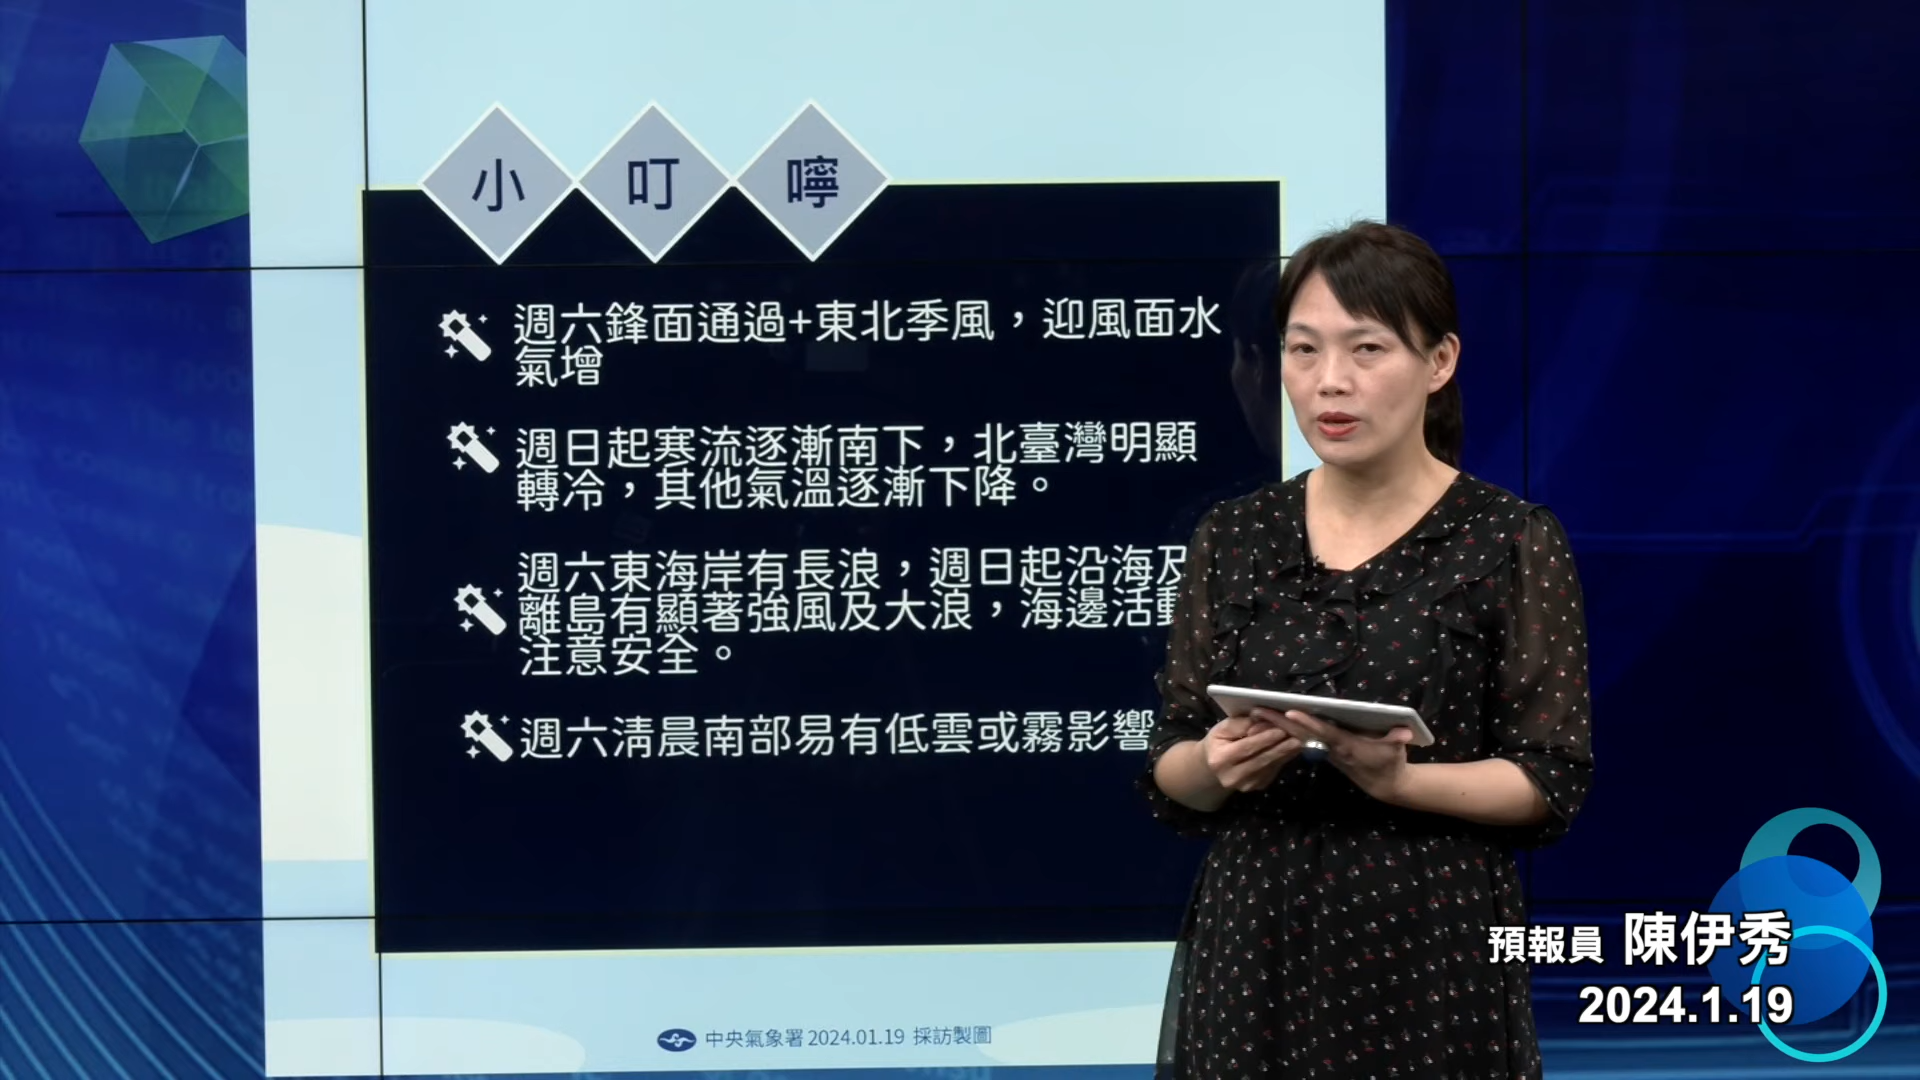 小叮嚀
週六鋒面通過+東北季風，迎風面水
氣增
週日起寒流逐漸南下，北臺灣明顯
轉冷，其他氣溫逐漸下降。
週六東海岸有長浪，週日起沿海及
離島有顯著強風及大浪，海邊活動
注意安全。
週六清晨南部易有低雲或霧影響
中央氣象署 2024.01.19 採訪製圖
預報員 陳伊秀
2024.1.19